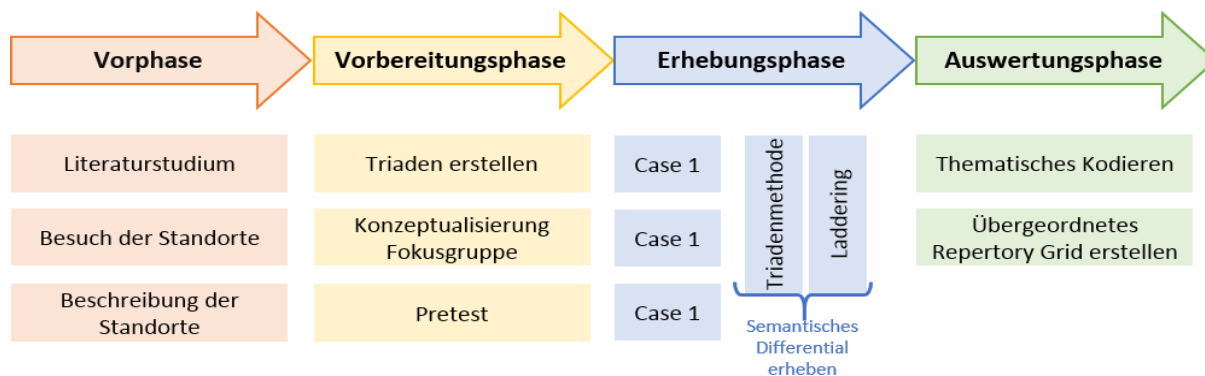 Vorphase
Vorbereitungsphase
Erhebungsphase
Auswertungsphase
Literaturstudium
Besuch der Standorte
Beschreibung der
Standorte
Triaden erstellen
Konzeptualisierung
Fokusgruppe
Pretest
Case 1
Case 1
Case 1
Triadenmethode
Laddering
Semantisches
Differential
erheben
Thematisches Kodieren
Übergeordnetes
Repertory Grid erstellen